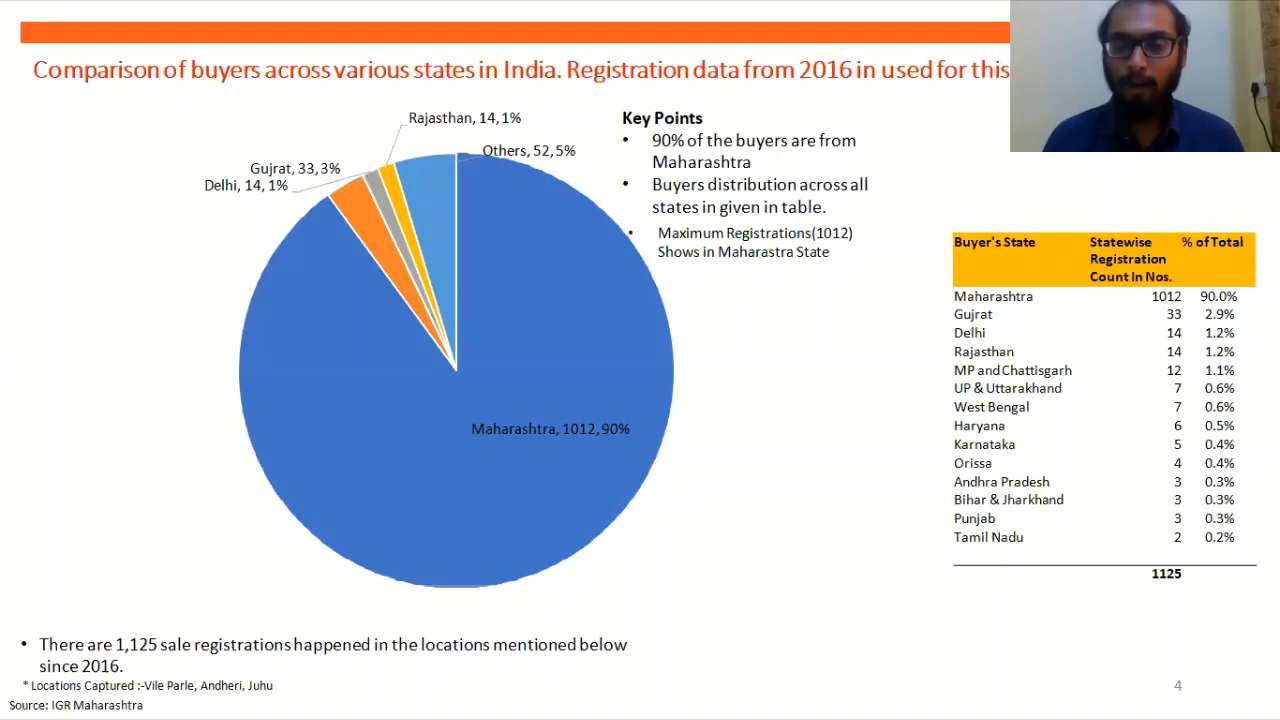 Comparison of buyers across various states in India. Registration data from 2016 in used for this
Rajasthan, 14, 1%
Others, 52, 5%
Gujrat, 33, 3%
Delhi, 14, 1%
Maharashtra, 1012, 90%
Key Points
• 90% of the buyers are from
Maharashtra
• Buyers distribution across all
states in given in table.
• Maximum Registrations(1012)
Shows in Maharastra State
Buyer's State Statewise Registration Count In Nos. % of Total
Maharashtra 1012 90.0%
Gujrat 33 2.9%
Delhi 14 1.2%
Rajasthan 14 1.2%
MP and Chattisgarh 12 1.1%
UP & Uttarakhand 7 0.6%
West Bengal 7 0.6%
Haryana 6 0.5%
Karnataka 5 0.4%
Orissa 4 0.4%
Andhra Pradesh 3 0.3%
Bihar & Jharkhand 3 0.3%
Punjab 3 0.3%
Tamil Nadu 2 0.2%
1125
• There are 1,125 sale registrations happened in the locations mentioned below
since 2016.
* Locations Captured :-Vile Parle, Andheri, Juhu
Source: IGR Maharashtra
4